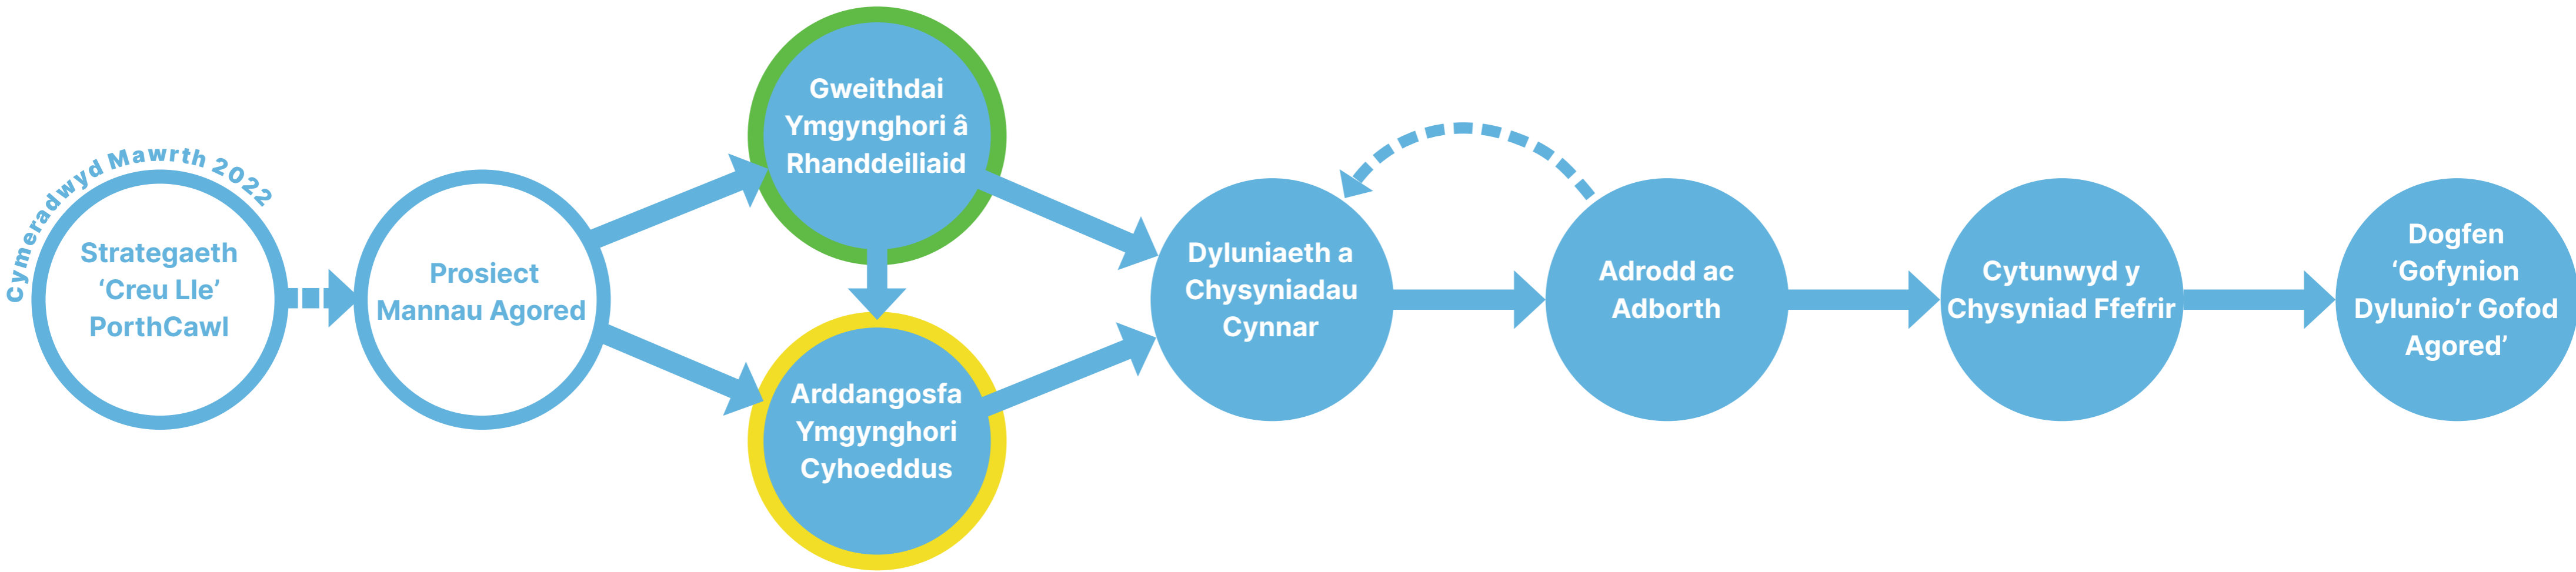 Cymeradwyd Mawrth 2022
Strategaeth
‘Creu Lle’
PorthCawl
Prosiect
Mannau Agored
Gweithdai
Ymgynghori â
Rhanddeiliaid
Arddangosfa
Ymgynghori
Cyhoeddus
Dyluniaeth a
Chysyniadau
Cynnar
Adrodd ac
Adborth
Cytunwyd y
Chysyniad Ffefrir
Dogfen
‘Gofynion
Dylunio’r Gofod
Agored’